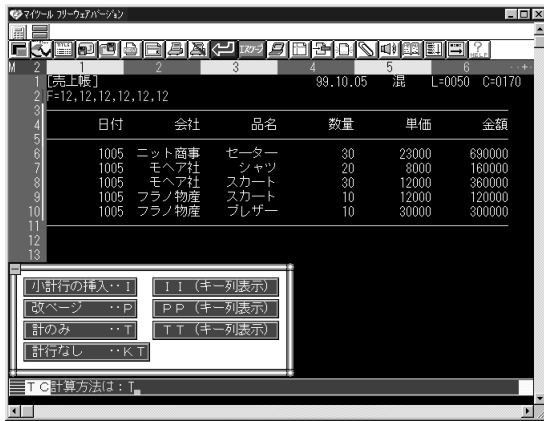 マイツール フリーウェアバージョン
M 2 1 2 3 4 5 6
1 [売上帳] 99.10.05 混 L=0050 C=0170
2 F=12,12,12,12,12,12
3
4 日付 会社 品名 数量 単価 金額
5
6 1005 ニット商事 セーター 30 23000 690000
7 1005 モヘア社 シャツ 20 8000 160000
8 1005 モヘア社 スカート 30 12000 360000
9 1005 フラノ物産 スカート 10 12000 120000
10 1005 フラノ物産 ブレザー 10 30000 300000
11
12
13
小計行の挿入‥I II (キー列表示)
改ページ ‥P PP (キー列表示)
計のみ ‥T TT (キー列表示)
計行なし ‥KT
TC計算方法は:T